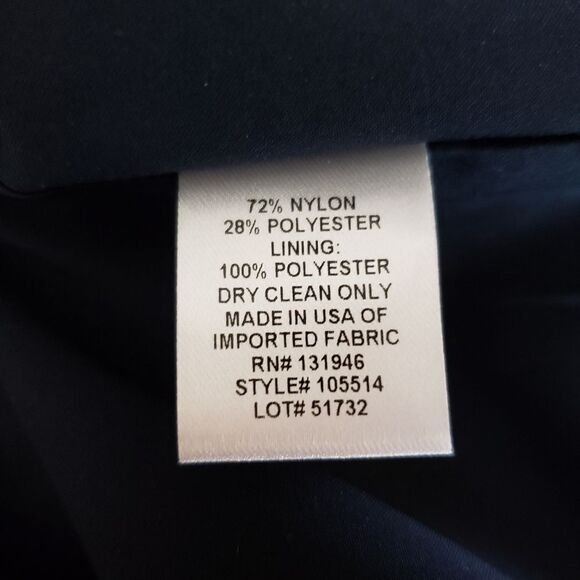 72% NYLON
28% POLYESTER
LINING:
100% POLYESTER
DRY CLEAN ONLY
MADE IN USA OF
IMPORTED FABRIC
RN# 131946
STYLE# 105514
LOT# 51732